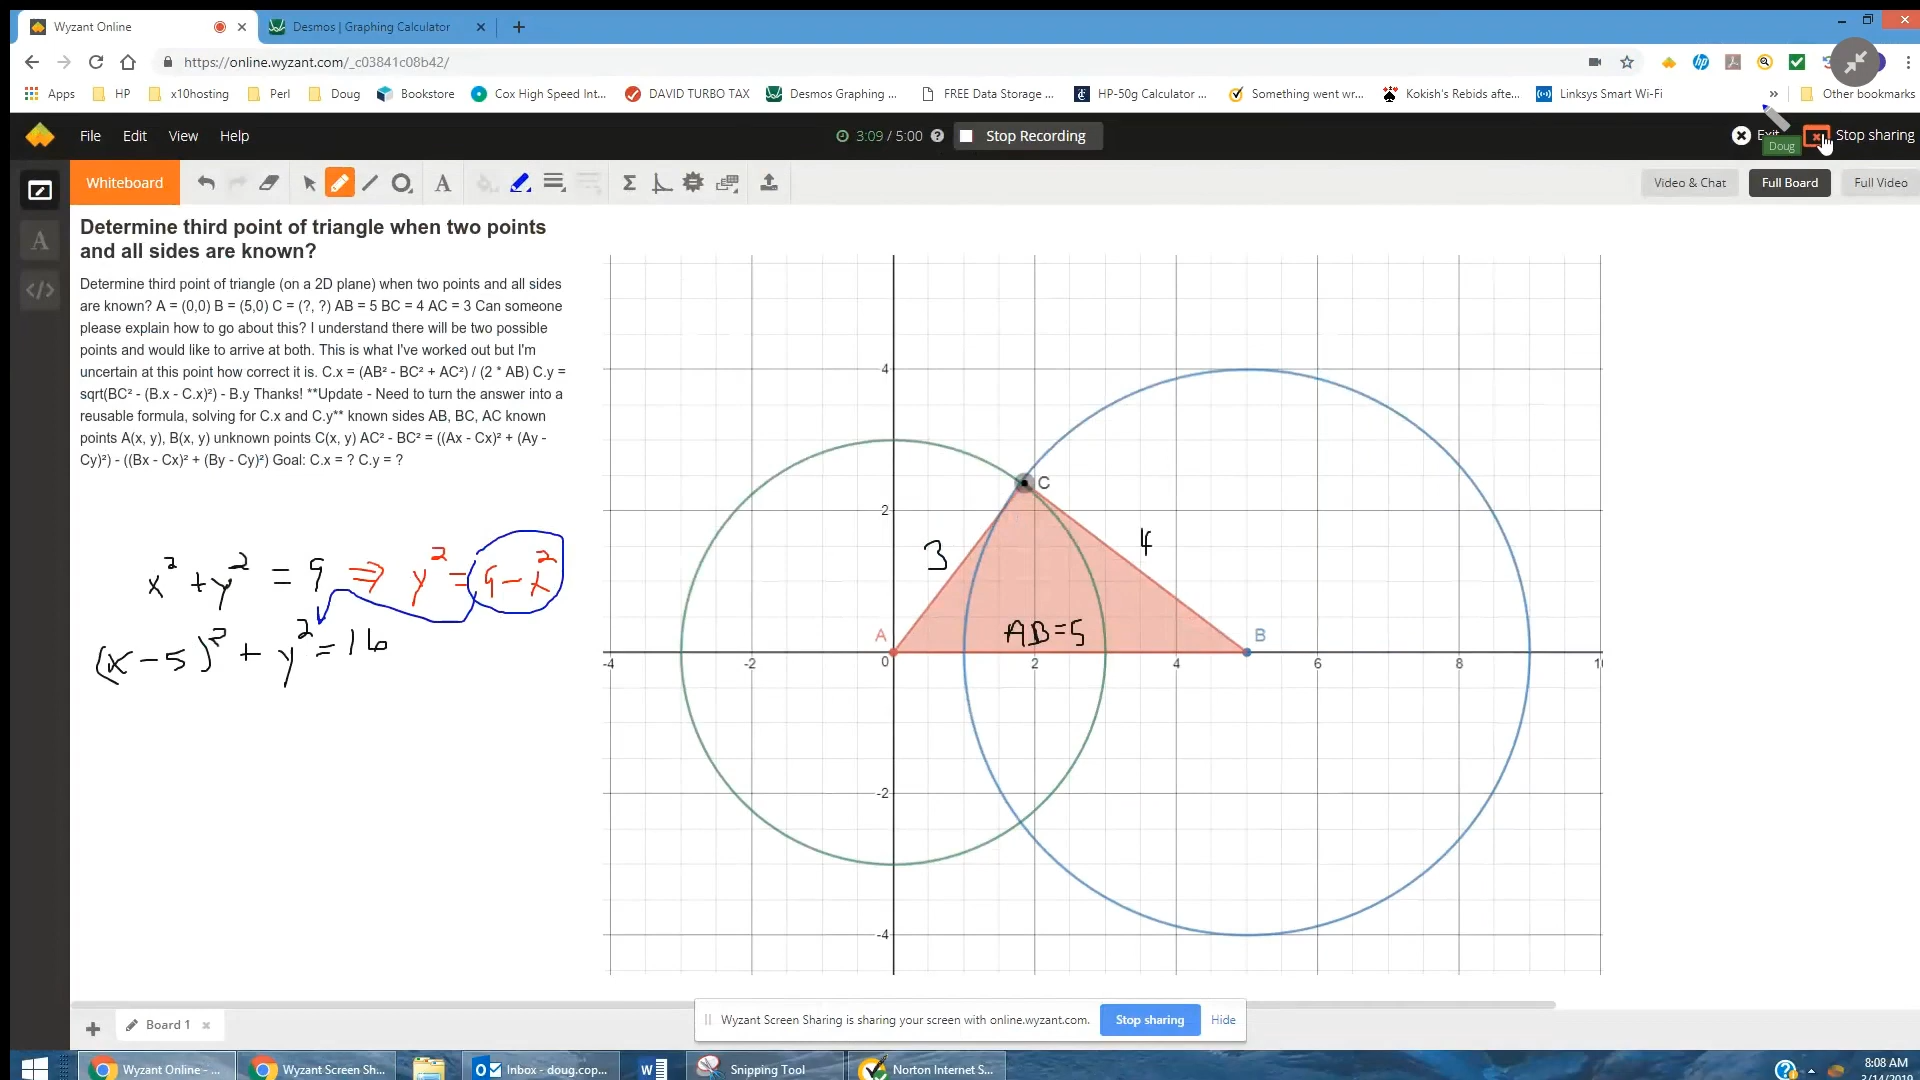 Wyzant Online
Desmos | Graphing Calculator
https://online.wyzant.com/_c03841c08b42/
Apps HP x10hosting Perl Doug Bookstore Cox High Speed Int... DAVID TURBO TAX Desmos Graphing ... FREE Data Storage ... HP-50g Calculator ... Something went wr... Kokish's Rebids afte... Linksys Smart Wi-Fi » Other bookmarks
File Edit View Help 3:09 / 5:00 Stop Recording Exit Stop sharing
Doug
Whiteboard A Σ Video & Chat Full Board Full Video
Determine third point of triangle when two points
and all sides are known?
Determine third point of triangle (on a 2D plane) when two points and all sides
are known? A = (0,0) B = (5,0) C = (?, ?) AB = 5 BC = 4 AC = 3 Can someone
please explain how to go about this? I understand there will be two possible
points and would like to arrive at both. This is what I've worked out but I'm
uncertain at this point how correct it is. C.x = (AB² - BC² + AC²) / (2 * AB) C.y =
sqrt(BC² - (B.x - C.x)²) - B.y Thanks! **Update - Need to turn the answer into a
reusable formula, solving for C.x and C.y** known sides AB, BC, AC known
points A(x, y), B(x, y) unknown points C(x, y) AC² - BC² = ((Ax - Cx)² + (Ay -
Cy)²) - ((Bx - Cx)² + (By - Cy)²) Goal: C.x = ? C.y = ?
x² + y² = 9 ⇒ y² = 9 - x²
(x - 5)² + y² = 16
4
C
2
3
4
AB=5
A
B
-4 -2 0 2 4 6 8
-2
-4
Board 1
Wyzant Screen Sharing is sharing your screen with online.wyzant.com. Stop sharing Hide
Wyzant Online - ... Wyzant Screen Sh... Inbox - doug.cop... Snipping Tool Norton Internet S...
8:08 AM